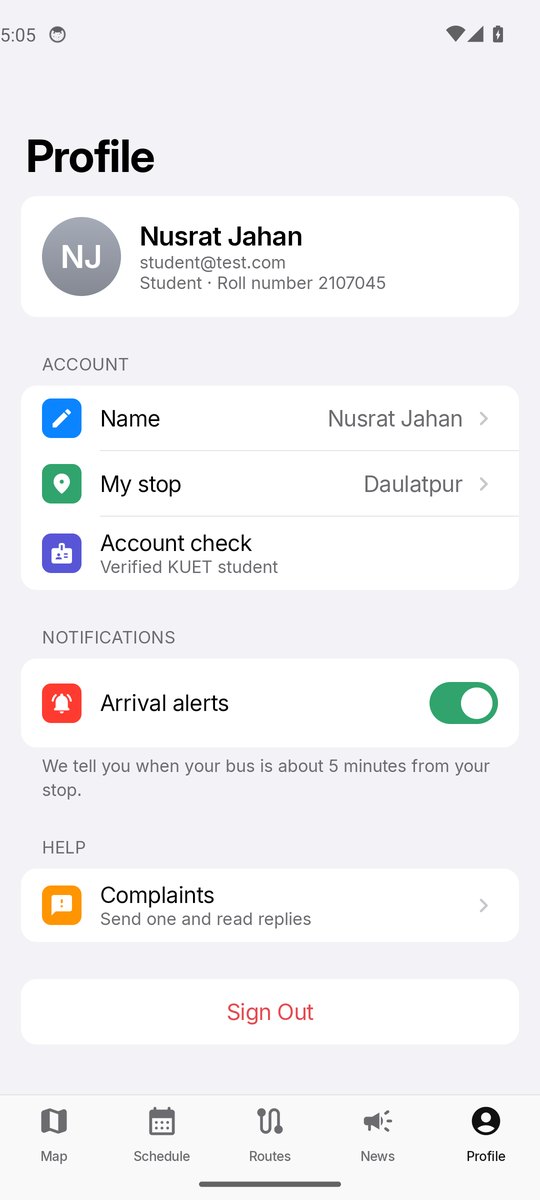 5:05
Profile
NJ
Nusrat Jahan
student@test.com
Student · Roll number 2107045
ACCOUNT
Name Nusrat Jahan
My stop Daulatpur
Account check
Verified KUET student
NOTIFICATIONS
Arrival alerts
We tell you when your bus is about 5 minutes from your
stop.
HELP
Complaints
Send one and read replies
Sign Out
Map Schedule Routes News Profile